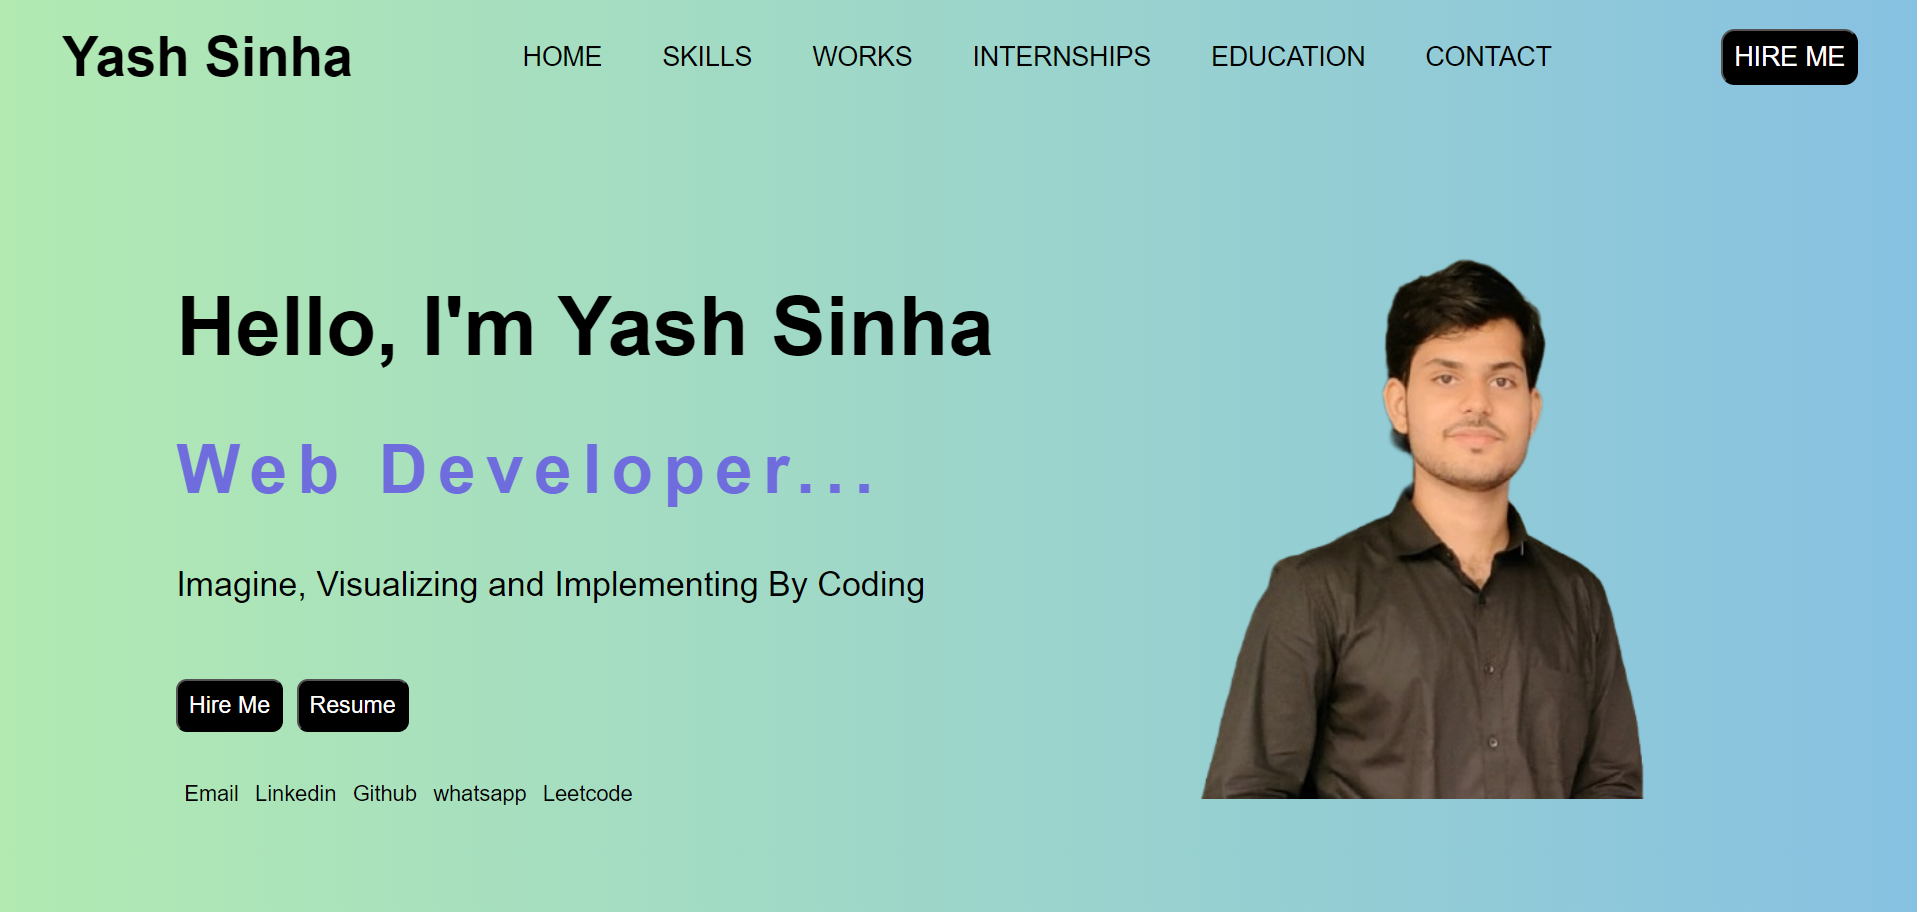 Yash Sinha HOME SKILLS WORKS INTERNSHIPS EDUCATION CONTACT HIRE ME
Hello, I'm Yash Sinha
Web Developer...
Imagine, Visualizing and Implementing By Coding
Hire Me Resume
Email Linkedin Github whatsapp Leetcode